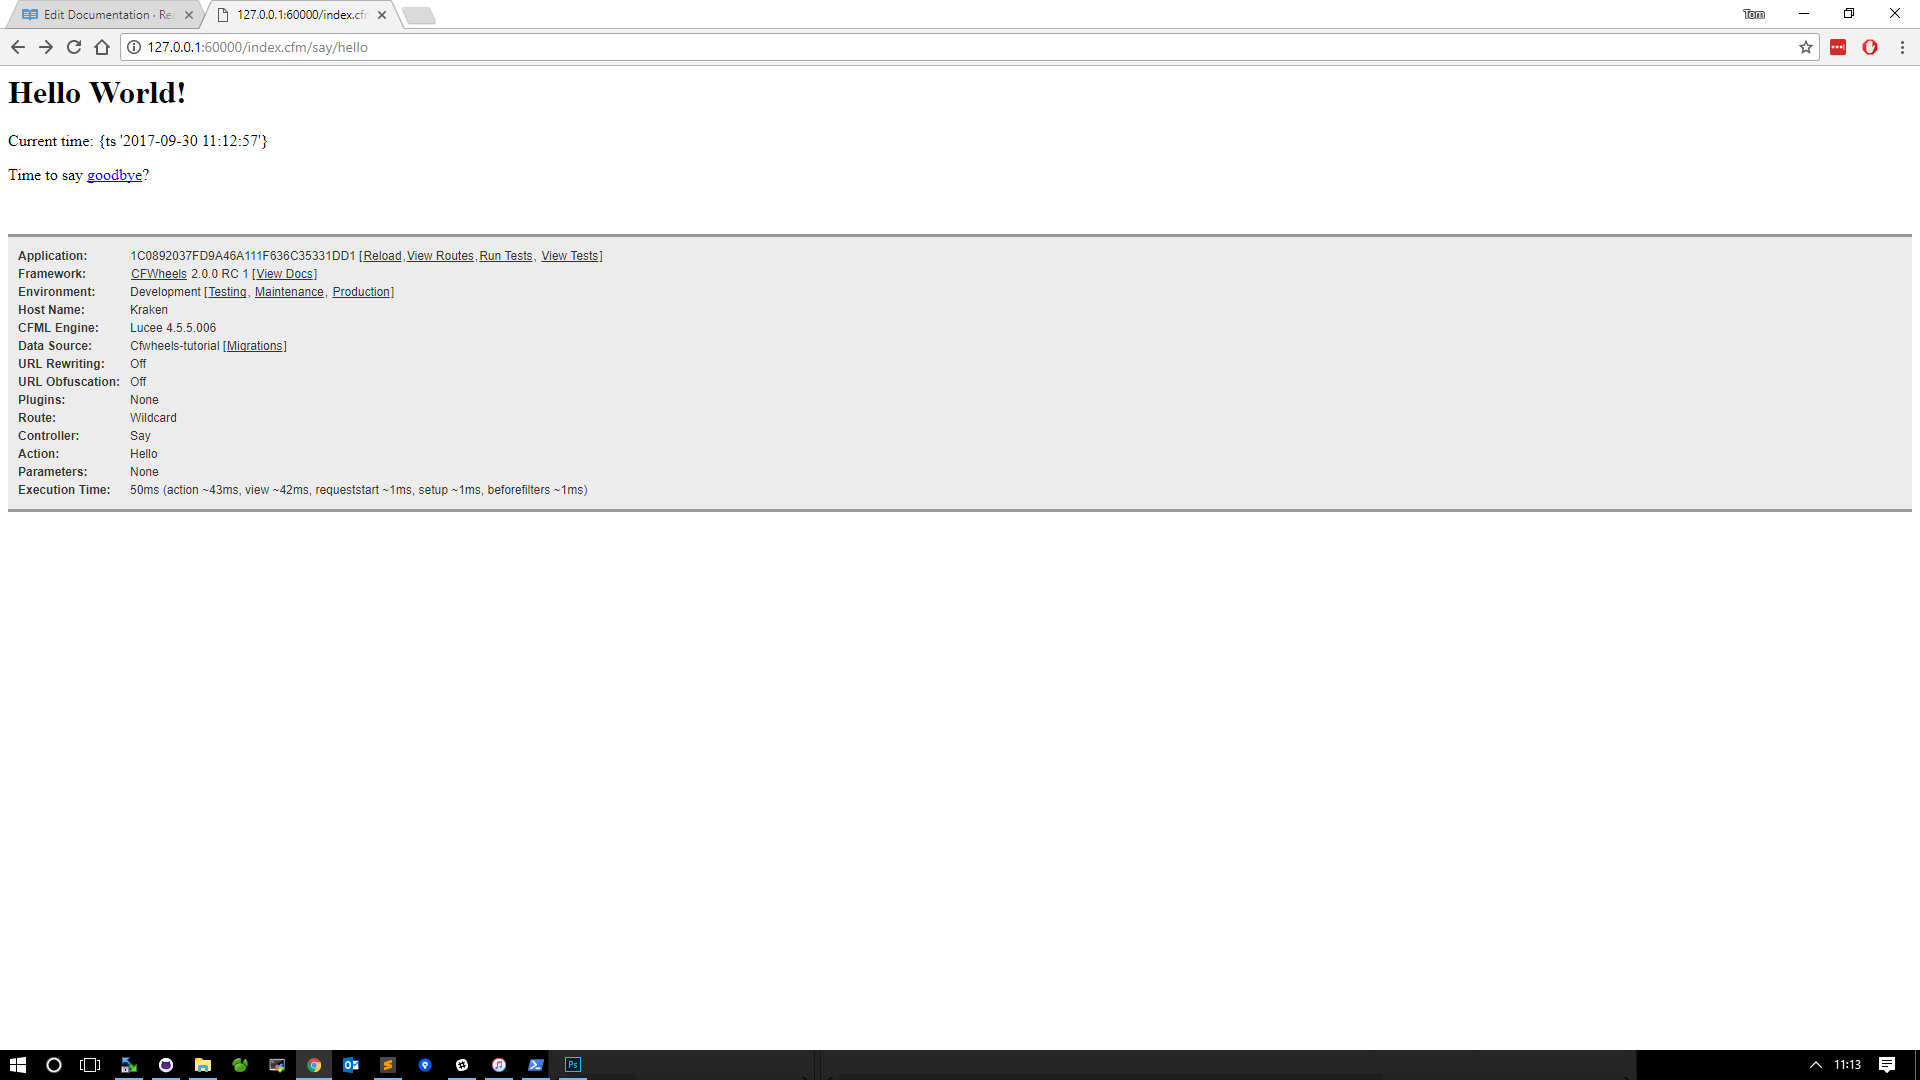 Edit Documentation · Re
127.0.0.1:60000/index.cfm
Tom
127.0.0.1:60000/index.cfm/say/hello
Hello World!
Current time: {ts '2017-09-30 11:12:57'}
Time to say goodbye?
Application: 1C0892037FD9A46A111F636C35331DD1 [Reload, View Routes, Run Tests, View Tests]
Framework: CFWheels 2.0.0 RC 1 [View Docs]
Environment: Development [Testing, Maintenance, Production]
Host Name: Kraken
CFML Engine: Lucee 4.5.5.006
Data Source: Cfwheels-tutorial [Migrations]
URL Rewriting: Off
URL Obfuscation: Off
Plugins: None
Route: Wildcard
Controller: Say
Action: Hello
Parameters: None
Execution Time: 50ms (action ~43ms, view ~42ms, requeststart ~1ms, setup ~1ms, beforefilters ~1ms)
Ps
11:13